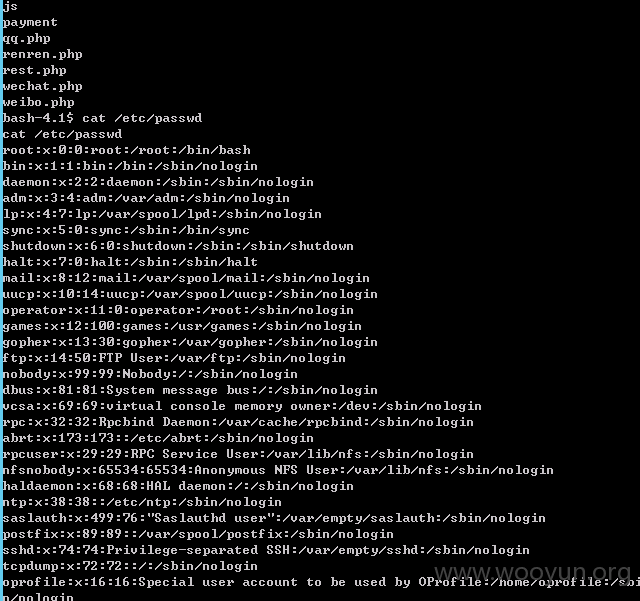 js
payment
qq.php
renren.php
rest.php
wechat.php
weibo.php
bash-4.1$ cat /etc/passwd
cat /etc/passwd
root:x:0:0:root:/root:/bin/bash
bin:x:1:1:bin:/bin:/sbin/nologin
daemon:x:2:2:daemon:/sbin:/sbin/nologin
adm:x:3:4:adm:/var/adm:/sbin/nologin
lp:x:4:7:lp:/var/spool/lpd:/sbin/nologin
sync:x:5:0:sync:/sbin:/bin/sync
shutdown:x:6:0:shutdown:/sbin:/sbin/shutdown
halt:x:7:0:halt:/sbin:/sbin/halt
mail:x:8:12:mail:/var/spool/mail:/sbin/nologin
uucp:x:10:14:uucp:/var/spool/uucp:/sbin/nologin
operator:x:11:0:operator:/root:/sbin/nologin
games:x:12:100:games:/usr/games:/sbin/nologin
gopher:x:13:30:gopher:/var/gopher:/sbin/nologin
ftp:x:14:50:FTP User:/var/ftp:/sbin/nologin
nobody:x:99:99:Nobody:/:/sbin/nologin
dbus:x:81:81:System message bus:/:/sbin/nologin
vcsa:x:69:69:virtual console memory owner:/dev:/sbin/nologin
rpc:x:32:32:Rpcbind Daemon:/var/cache/rpcbind:/sbin/nologin
abrt:x:173:173::/etc/abrt:/sbin/nologin
rpcuser:x:29:29:RPC Service User:/var/lib/nfs:/sbin/nologin
nfsnobody:x:65534:65534:Anonymous NFS User:/var/lib/nfs:/sbin/nologin
haldaemon:x:68:68:HAL daemon:/:/sbin/nologin
ntp:x:38:38::/etc/ntp:/sbin/nologin
saslauth:x:499:76:"Saslauthd user":/var/empty/saslauth:/sbin/nologin
postfix:x:89:89::/var/spool/postfix:/sbin/nologin
sshd:x:74:74:Privilege-separated SSH:/var/empty/sshd:/sbin/nologin
tcpdump:x:72:72::/:/sbin/nologin
www.wooyun.org
oprofile:x:16:16:Special user account to be used by OProfile:/home/oprofile:/sbi
n/nologin